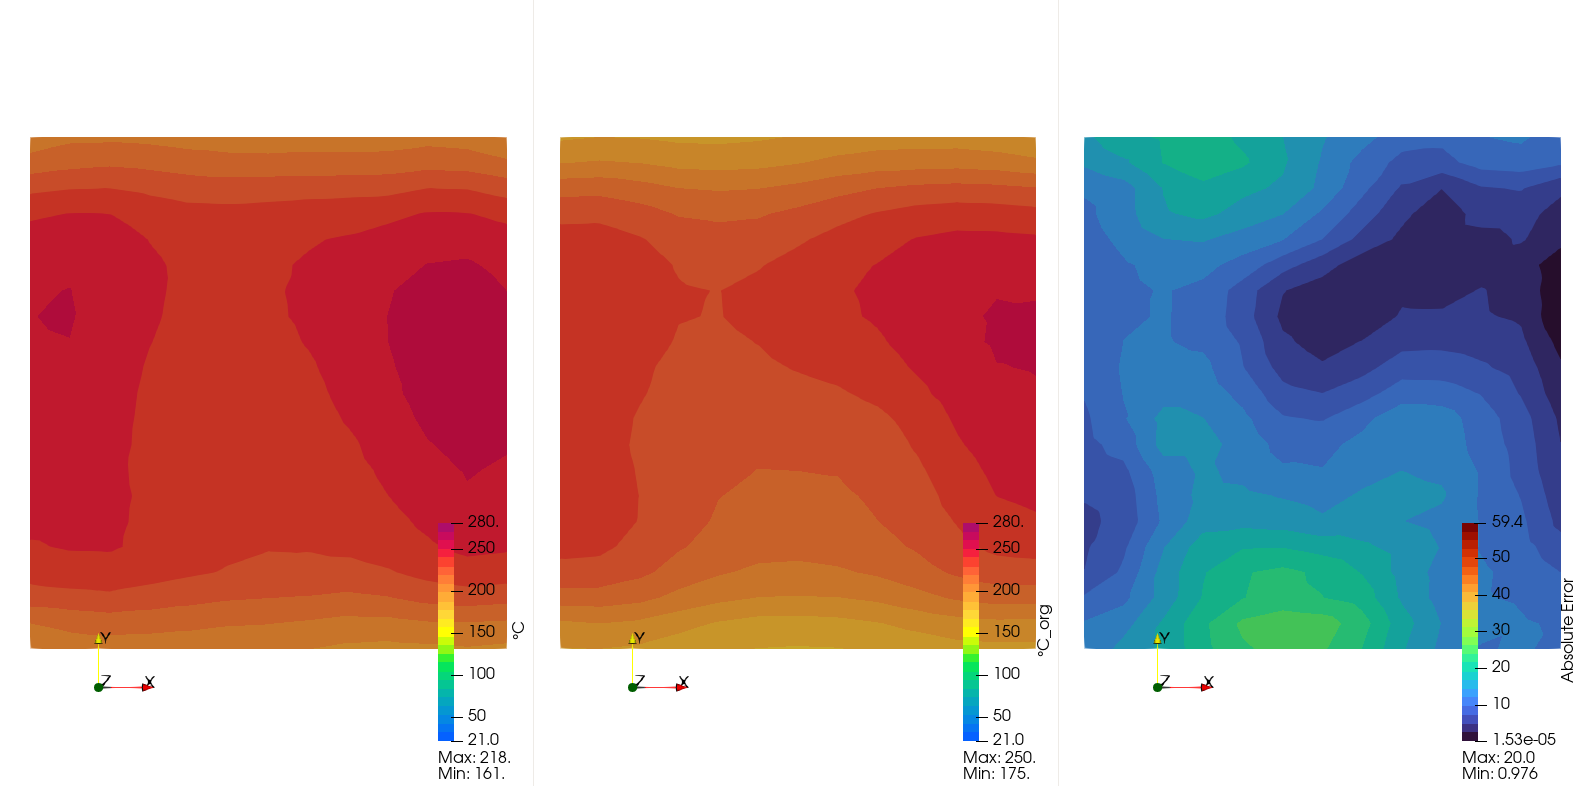 Y
Z
X
280.
250
200
150
100
50
21.0
°C
Max: 218.
Min: 161.
Y
Z
X
280.
250
200
150
100
50
21.0
°C_org
Max: 250.
Min: 175.
Y
Z
X
59.4
50
40
30
20
10
1.53e-05
Absolute Error
Max: 20.0
Min: 0.976